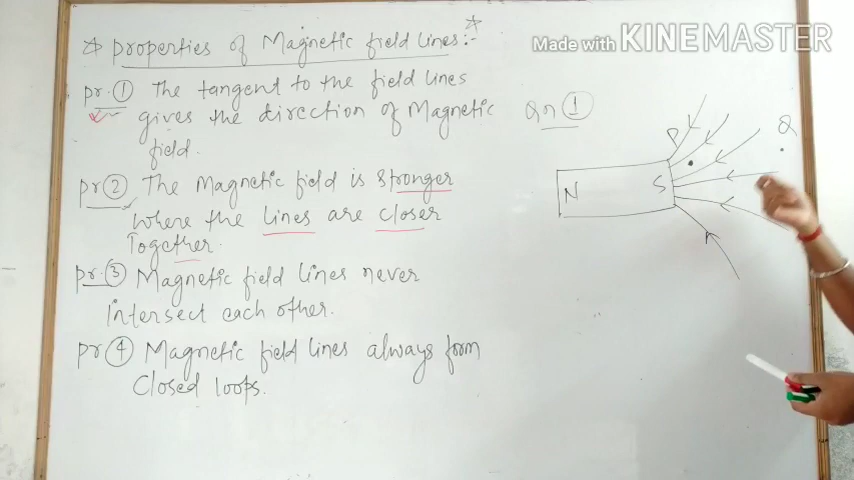 ☆ Properties of Magnetic field Lines:-*
Made with KINEMASTER
pr.① The tangent to the field lines
gives the direction of Magnetic
field.
Qn ①
P
Q
N
S
pr② The Magnetic field is stronger
where the lines are closer
Together.
pr.③ Magnetic field lines never
intersect each other.
pr④ Magnetic field lines always form
Closed loops.